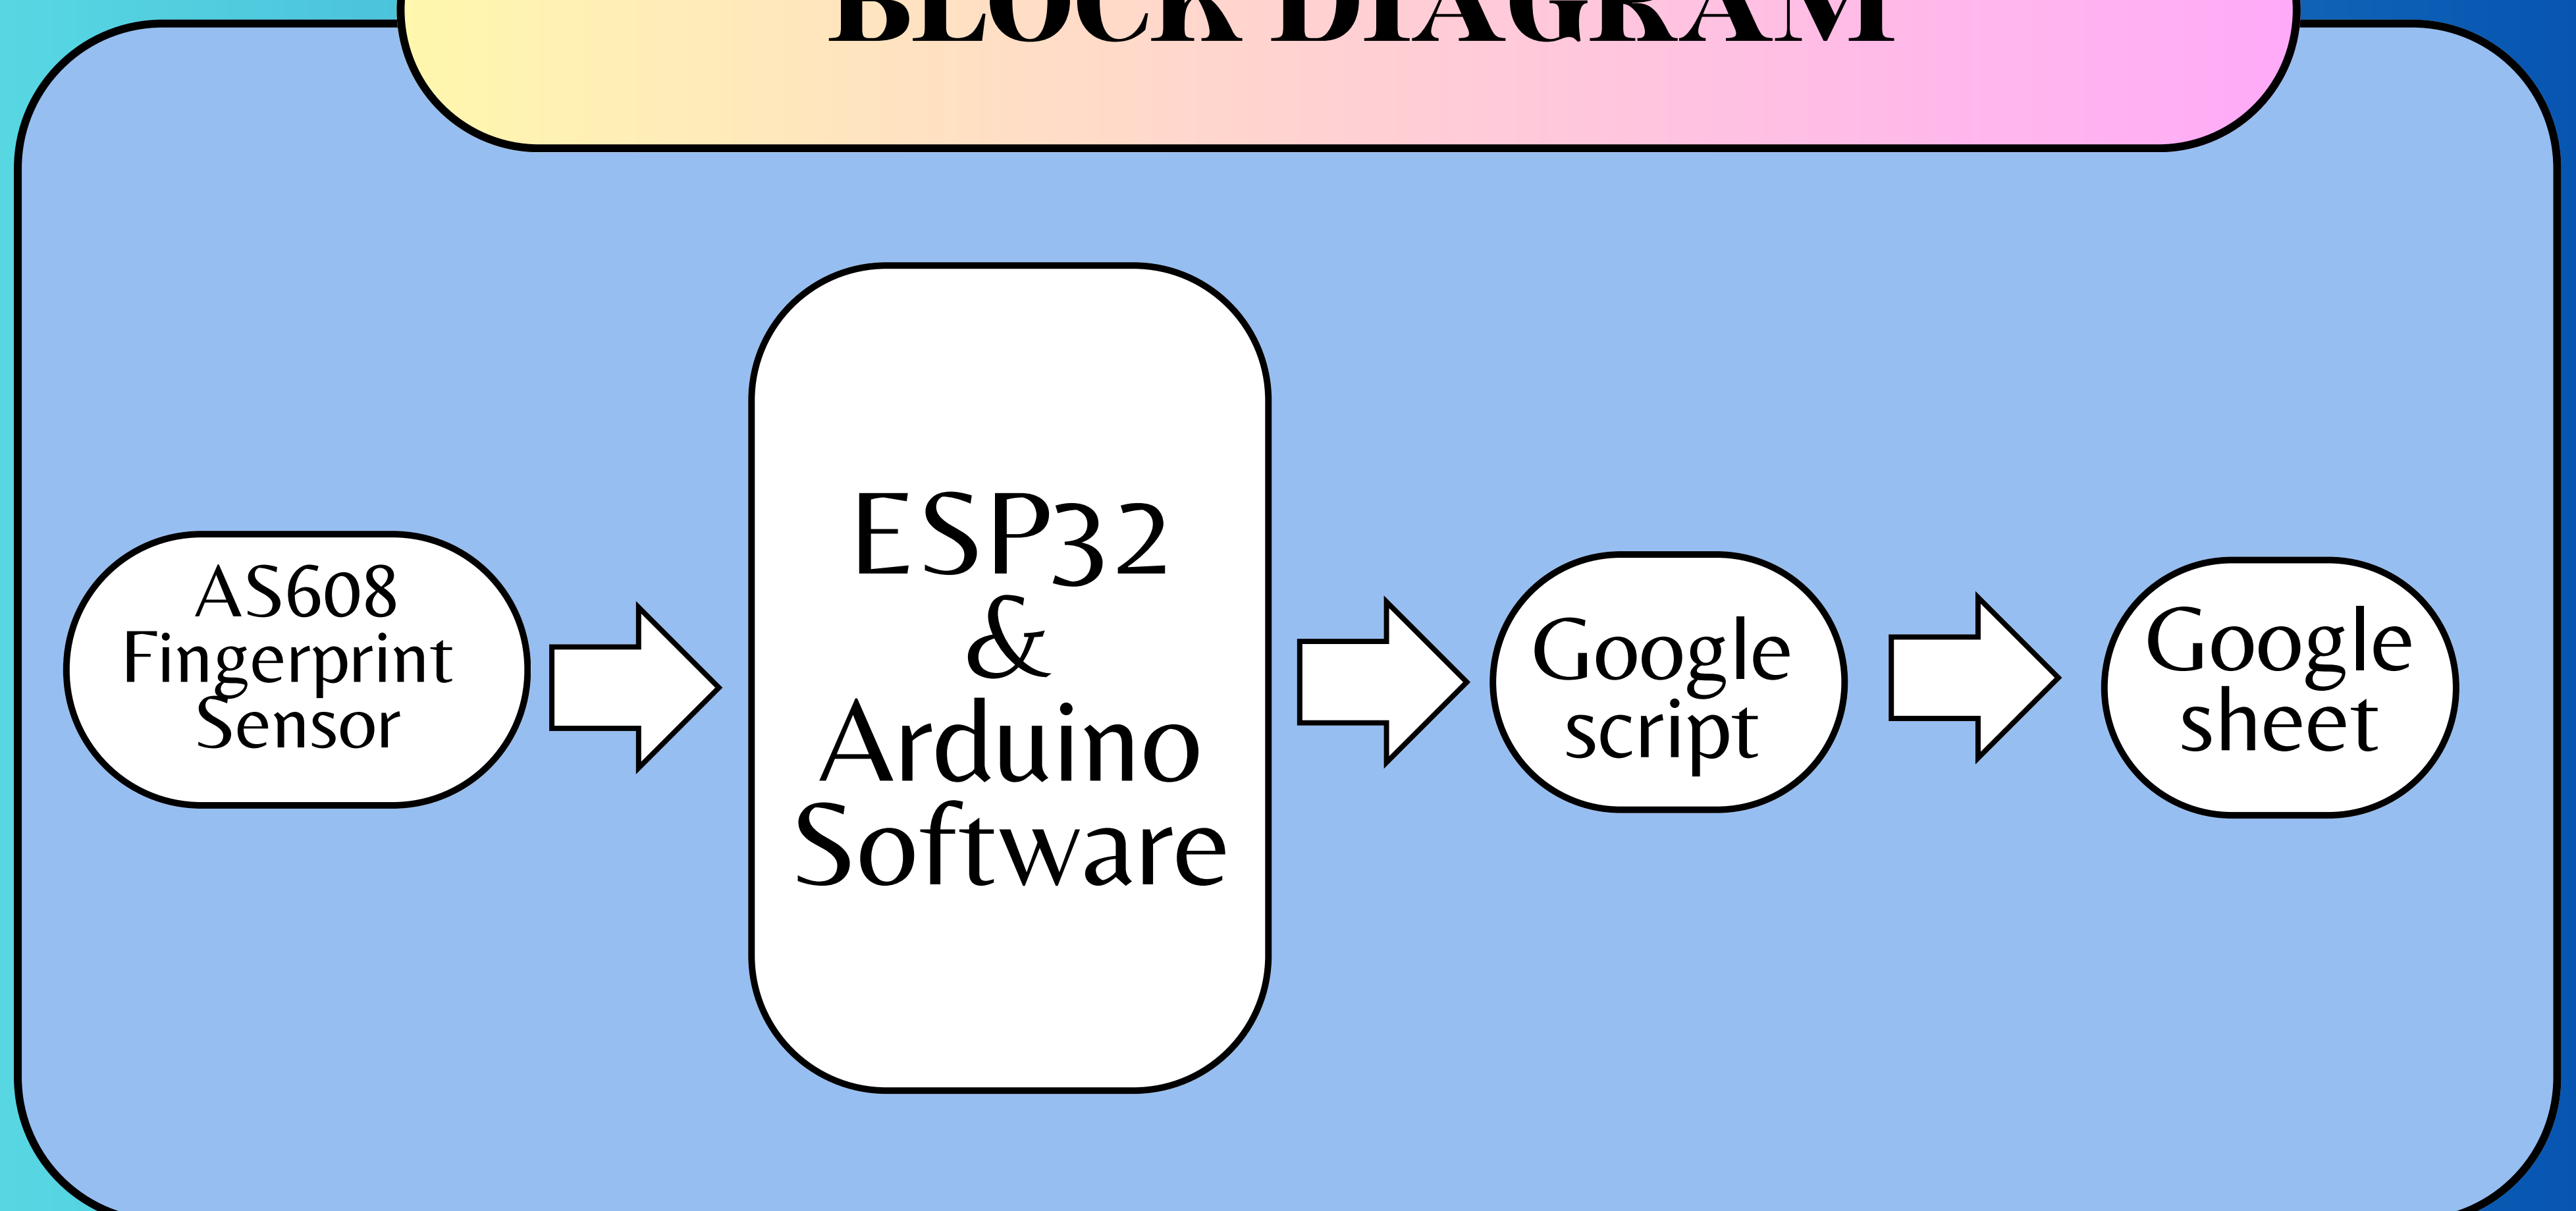 BLOCK DIAGRAM
AS608
Fingerprint
Sensor
ESP32
&
Arduino
Software
Google
script
Google
sheet